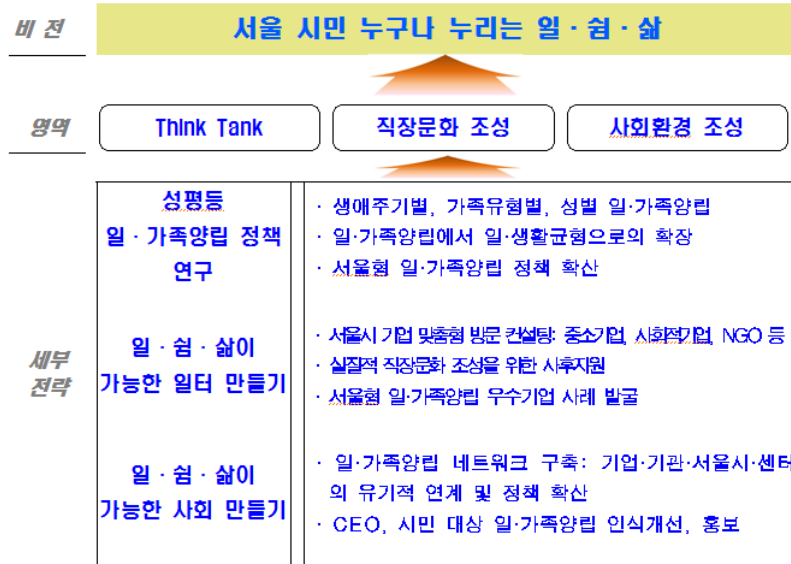 비 전
서울 시민 누구나 누리는 일 · 쉼 · 삶
영역
Think Tank
직장문화 조성
사회환경 조성
세부
전략
성평등
일 · 가족양립 정책
연구
· 생애주기별, 가족유형별, 성별 일·가족양립
· 일·가족양립에서 일·생활균형으로의 확장
· 서울형 일·가족양립 정책 확산
일 · 쉼 · 삶이
가능한 일터 만들기
· 서울시 기업 맞춤형 방문 컨설팅: 중소기업, 사회적기업, NGO 등
· 실질적 직장문화 조성을 위한 사후지원
· 서울형 일·가족양립 우수기업 사례 발굴
일 · 쉼 · 삶이
가능한 사회 만들기
· 일·가족양립 네트워크 구축: 기업·기관·서울시·센터
의 유기적 연계 및 정책 확산
· CEO, 시민 대상 일·가족양립 인식개선, 홍보